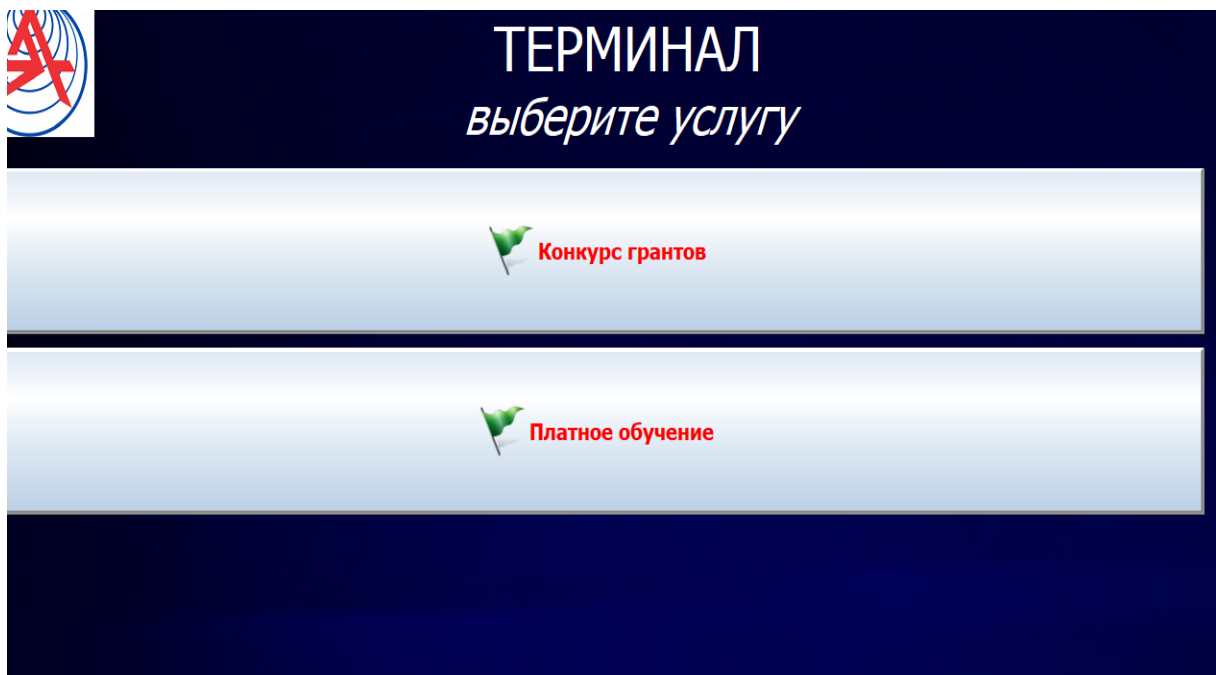 ТЕРМИНАЛ
выберите услугу
Конкурс грантов
Платное обучение